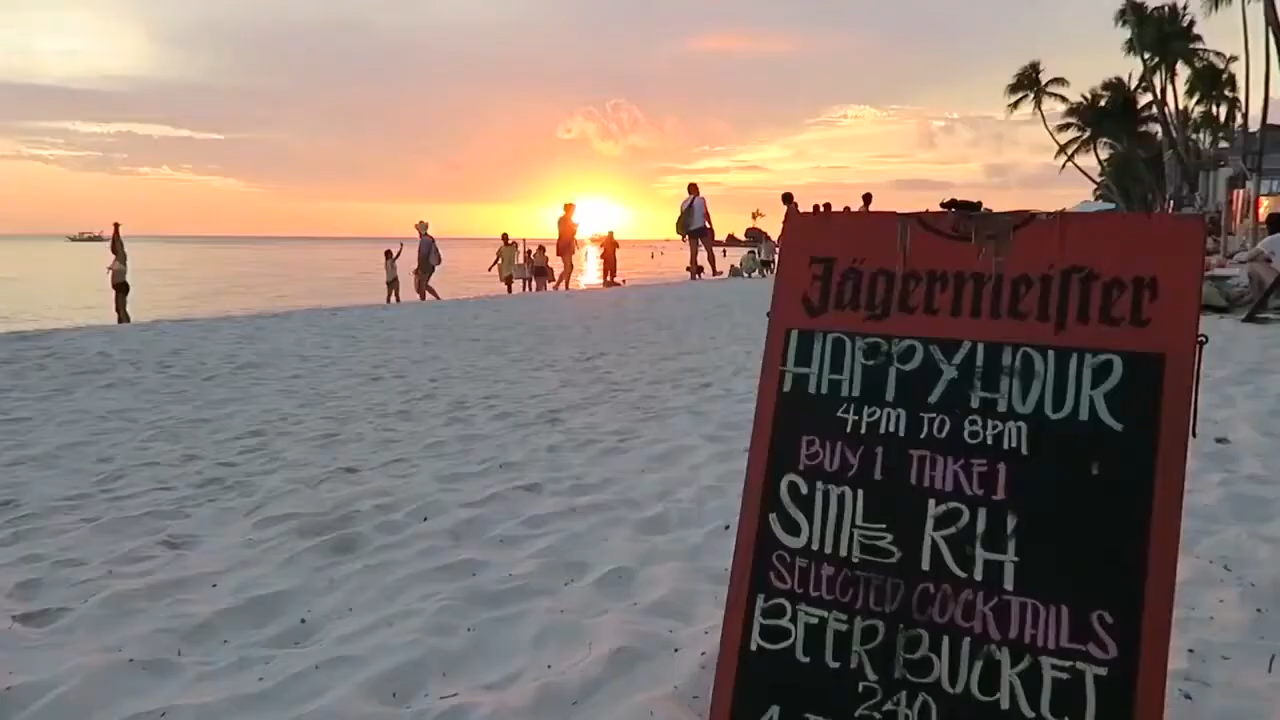 Jägermeister
HAPPY HOUR
4PM TO 8PM
BUY 1 TAKE 1
SML RH
B
SELECTED COCKTAILS
BEER BUCKET
240